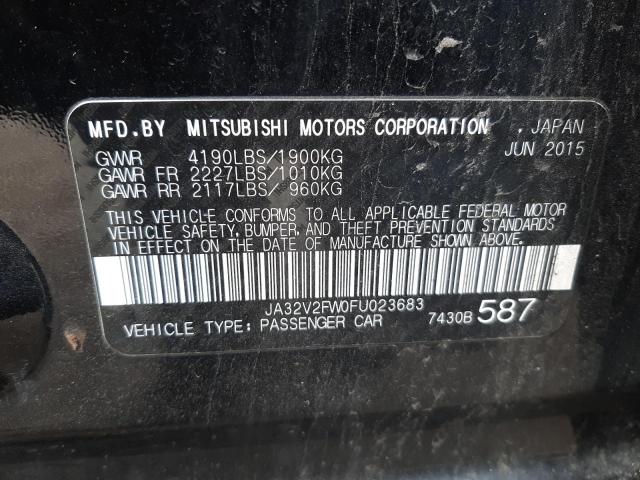 MFD.BY MITSUBISHI MOTORS CORPORATION , JAPAN
GVWR 4190LBS/1900KG JUN 2015
GAWR FR 2227LBS/1010KG
GAWR RR 2117LBS/ 960KG
THIS VEHICLE CONFORMS TO ALL APPLICABLE FEDERAL MOTOR
VEHICLE SAFETY, BUMPER, AND THEFT PREVENTION STANDARDS
IN EFFECT ON THE DATE OF MANUFACTURE SHOWN ABOVE.
JA32V2FW0FU023683
VEHICLE TYPE: PASSENGER CAR 7430B 587